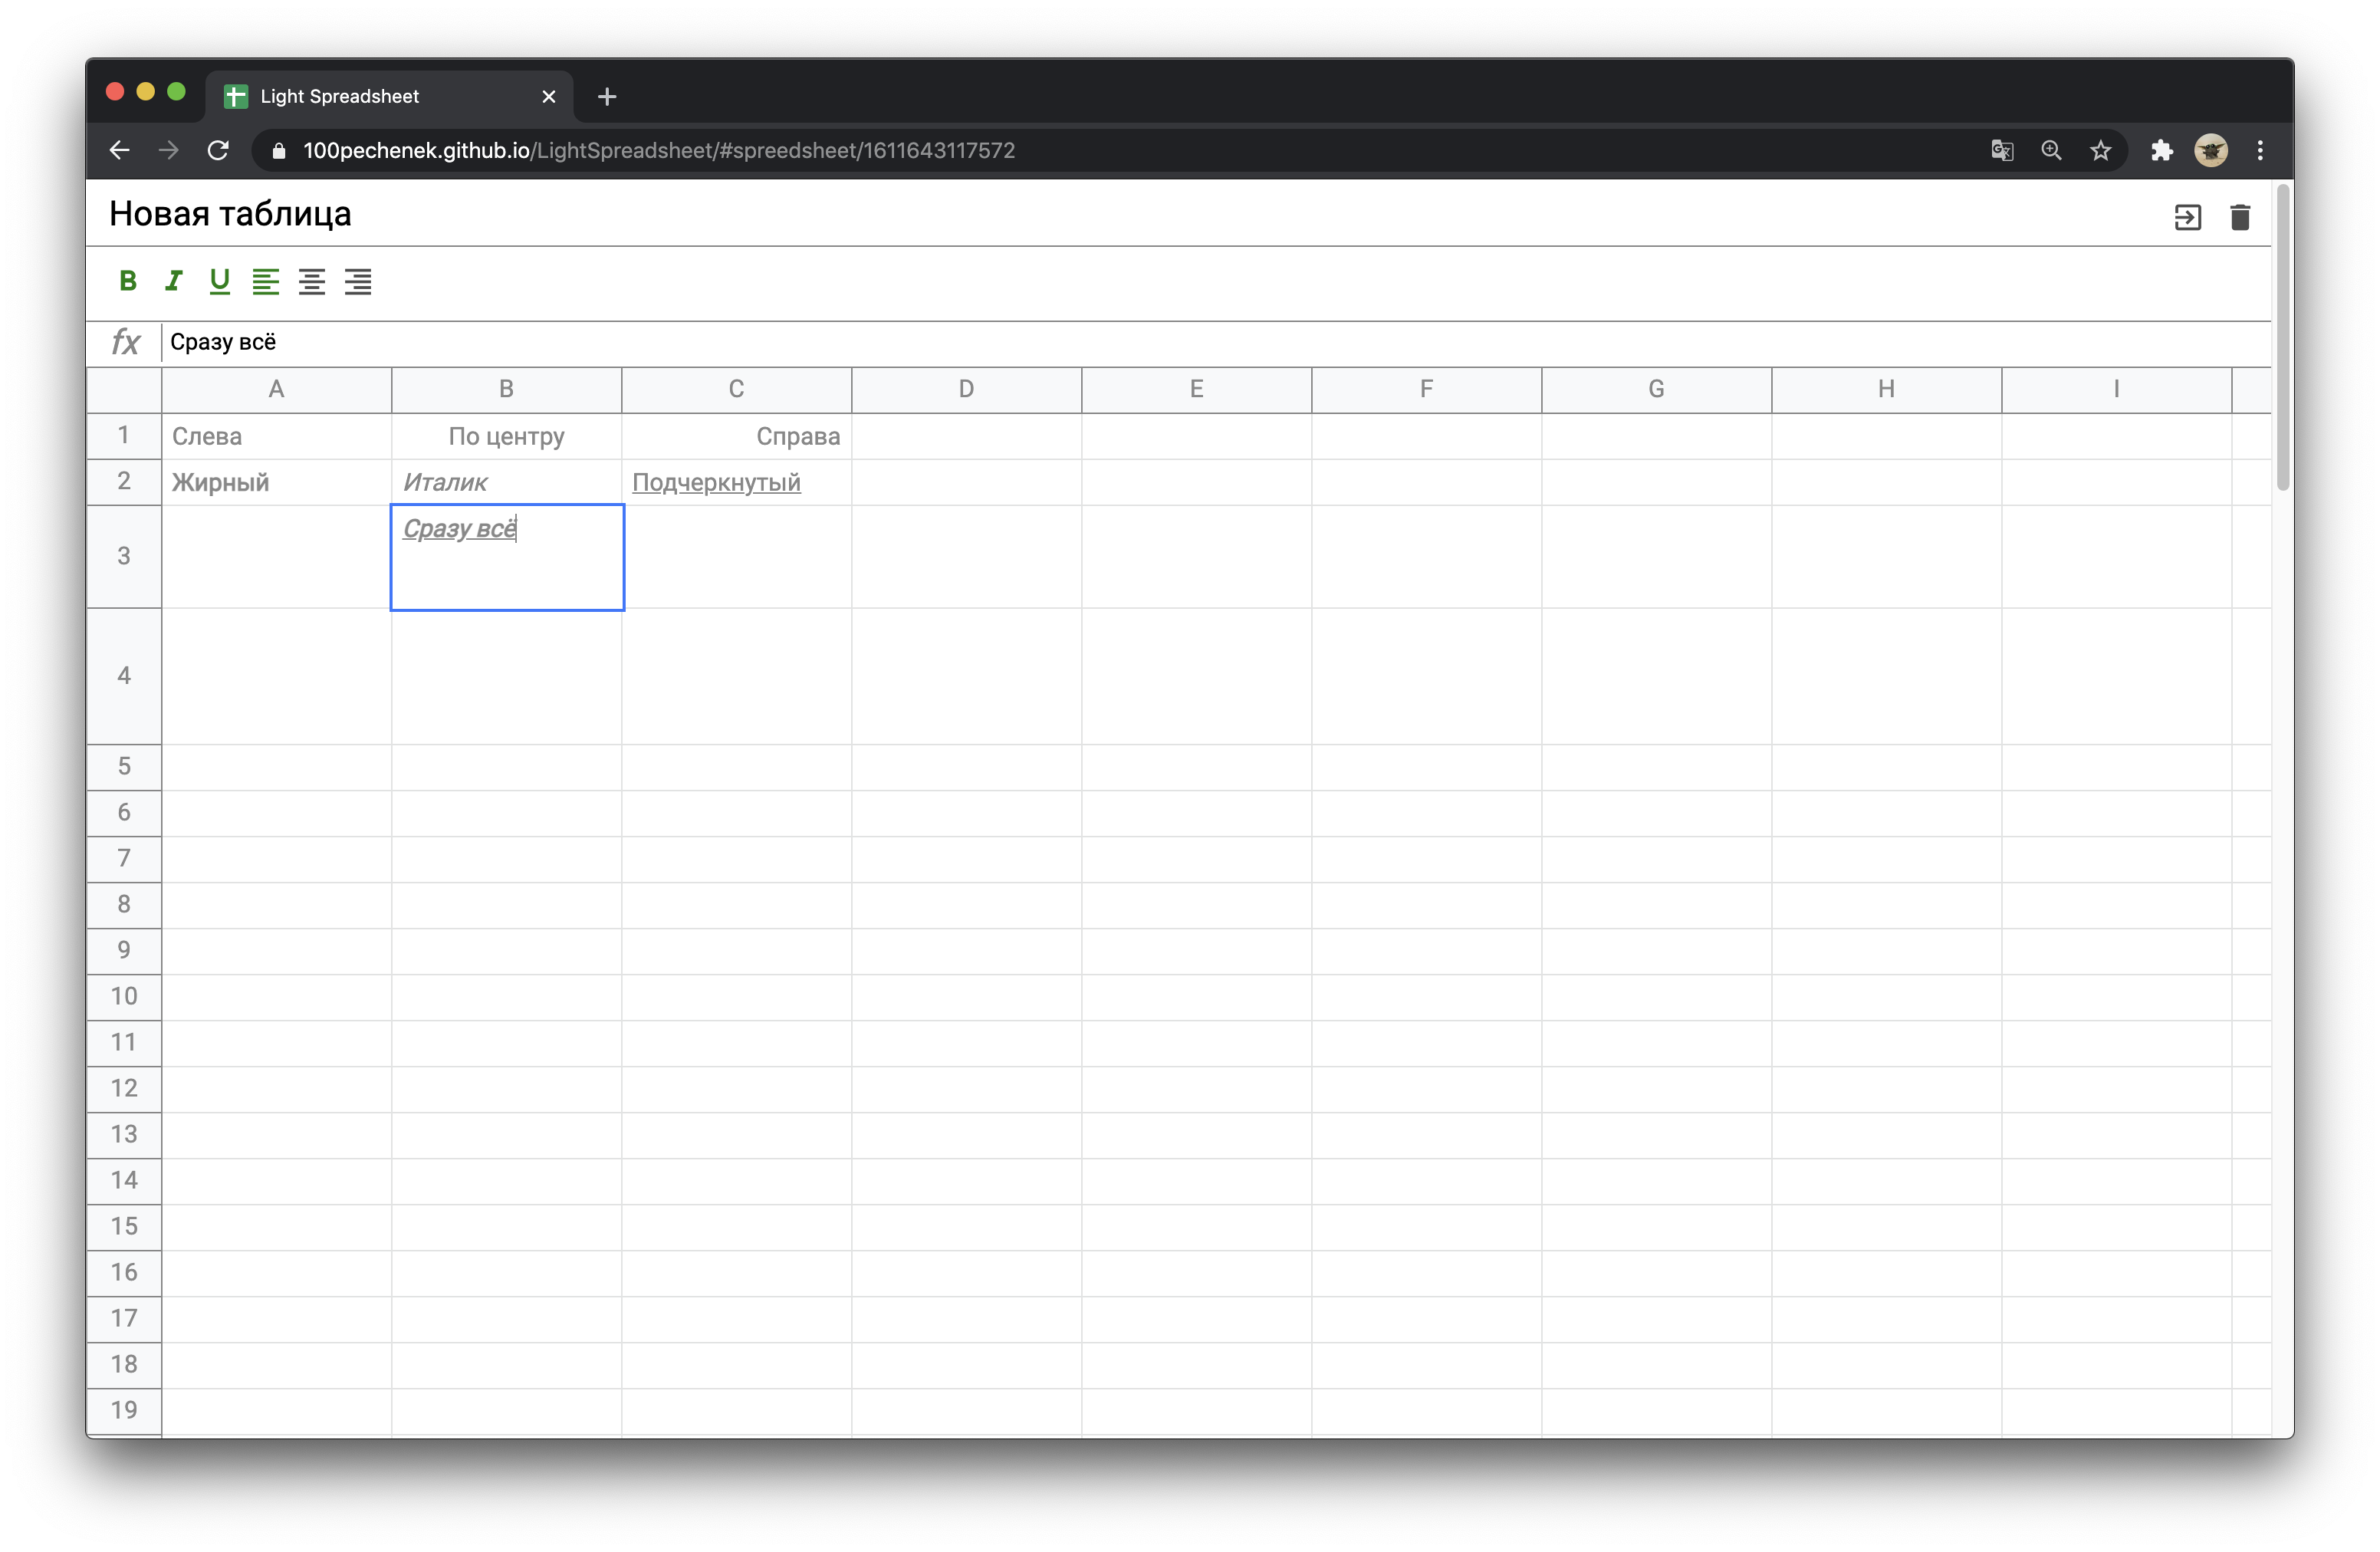 Light Spreadsheet
100pechenek.github.io/LightSpreadsheet/#spreedsheet/1611643117572
Новая таблица
B I U
fx Сразу всё
A B C D E F G H I
1 Слева По центру Справа
2 Жирный Италик Подчеркнутый
3 Сразу всё
4
5
6
7
8
9
10
11
12
13
14
15
16
17
18
19